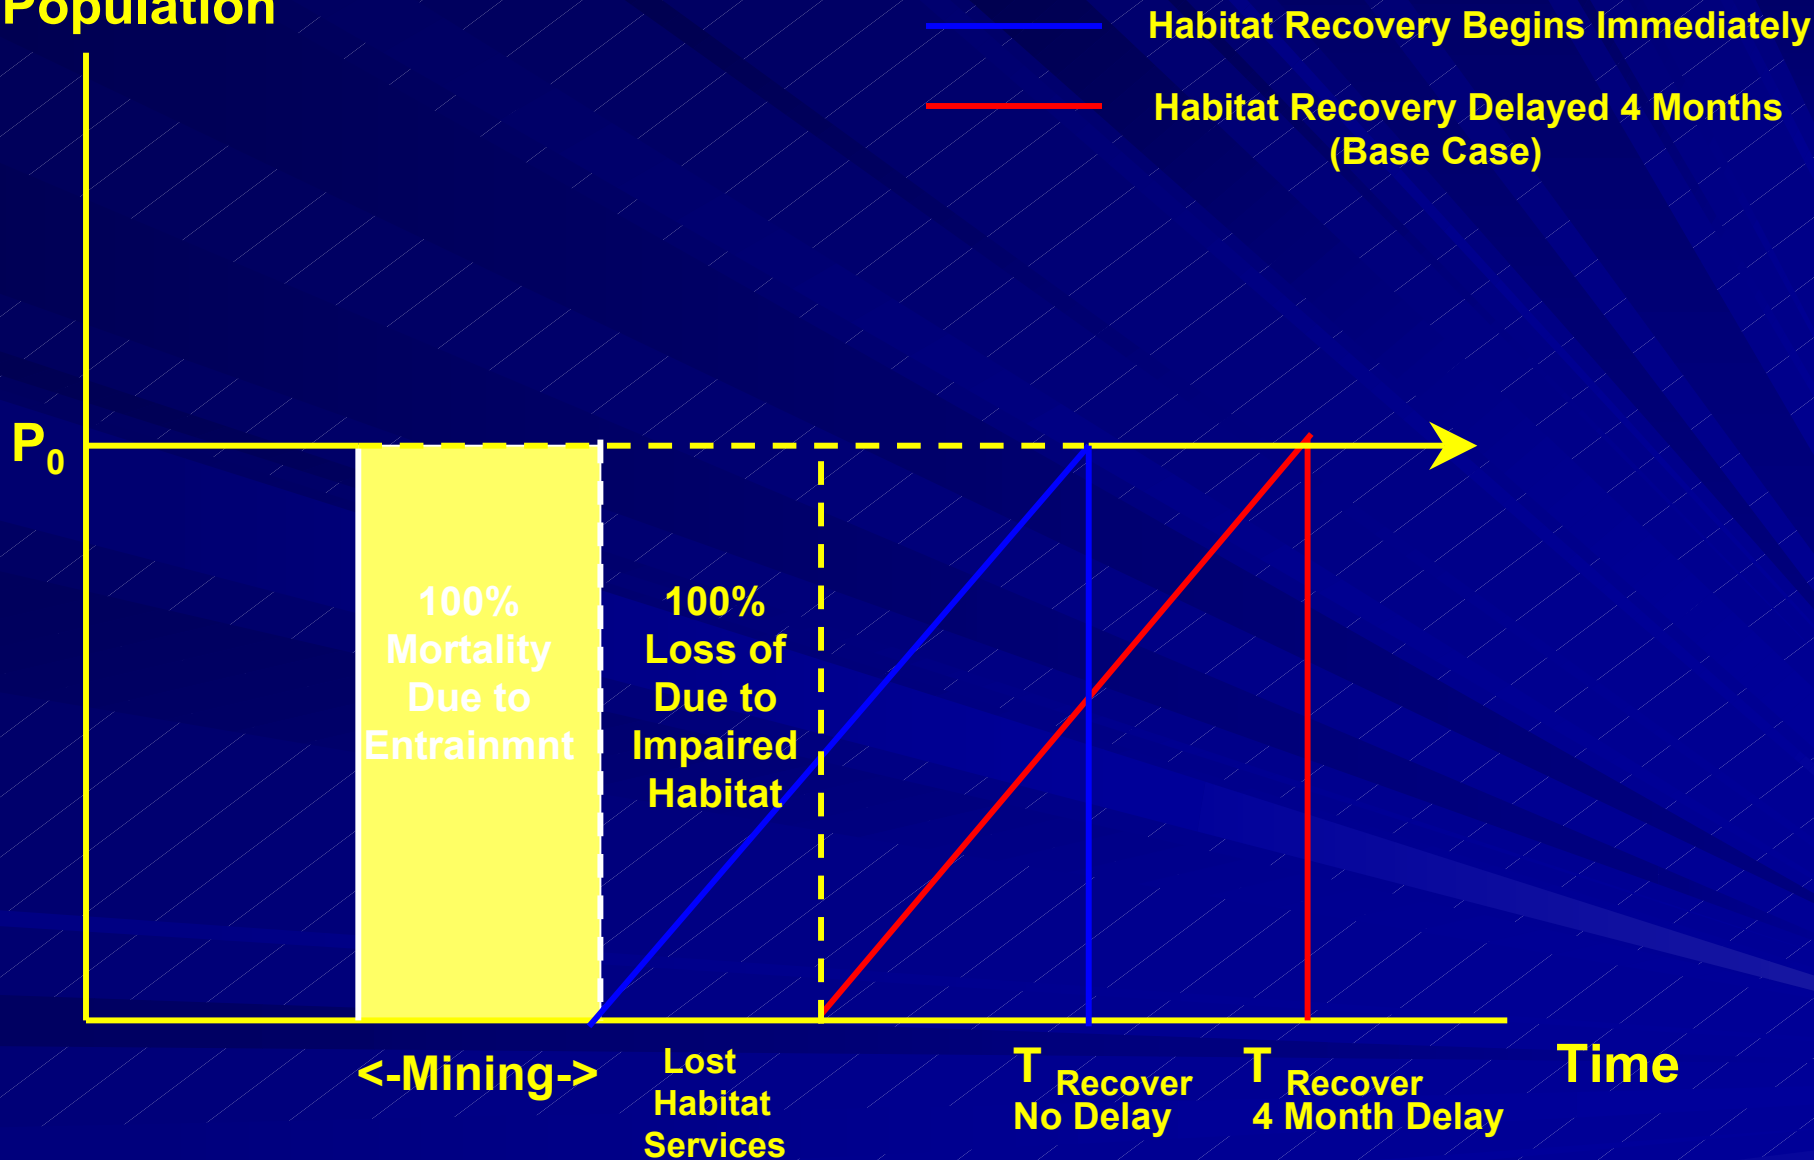 Population
Habitat Recovery Begins Immediately
Habitat Recovery Delayed 4 Months
(Base Case)
P0
100%
Mortality
Due to
Entrainmnt
100%
Loss of
Due to
Impaired
Habitat
<-Mining->
Lost
Habitat
Services
T Recover
No Delay
T Recover
4 Month Delay
Time